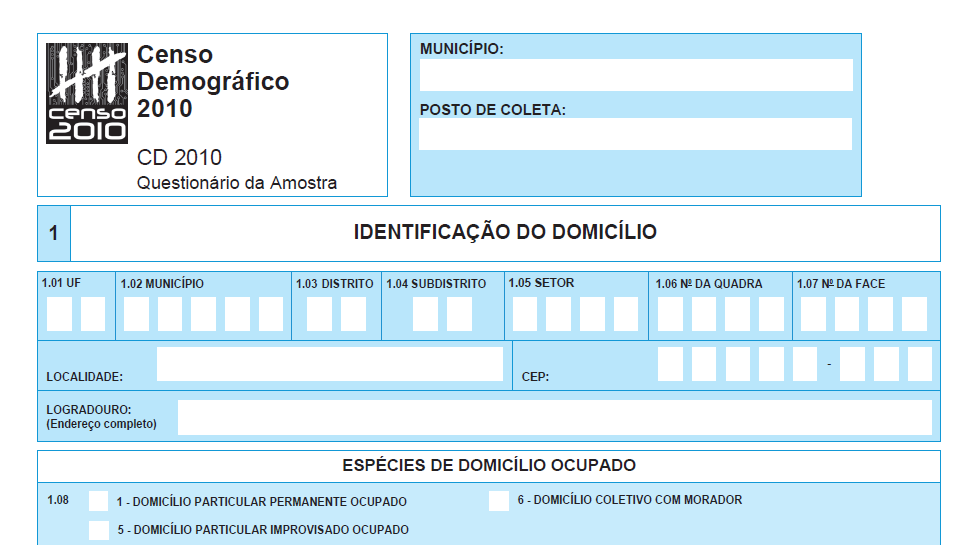 censo
2010
Censo
Demográfico
2010
CD 2010
Questionário da Amostra
MUNICÍPIO:
POSTO DE COLETA:
1 IDENTIFICAÇÃO DO DOMICÍLIO
1.01 UF 1.02 MUNICÍPIO 1.03 DISTRITO 1.04 SUBDISTRITO 1.05 SETOR 1.06 Nº DA QUADRA 1.07 Nº DA FACE
LOCALIDADE: CEP: -
LOGRADOURO:
(Endereço completo)
ESPÉCIES DE DOMICÍLIO OCUPADO
1.08 1 - DOMICÍLIO PARTICULAR PERMANENTE OCUPADO 6 - DOMICÍLIO COLETIVO COM MORADOR
5 - DOMICÍLIO PARTICULAR IMPROVISADO OCUPADO